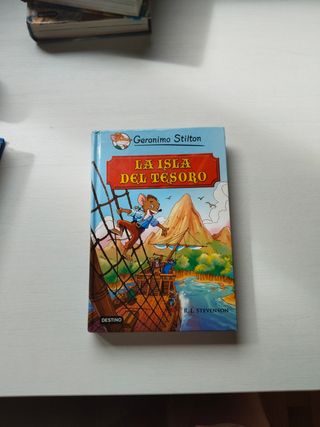 Geronimo Stilton
LA ISLA
DEL TESORO
R. L. STEVENSON
DESTINO